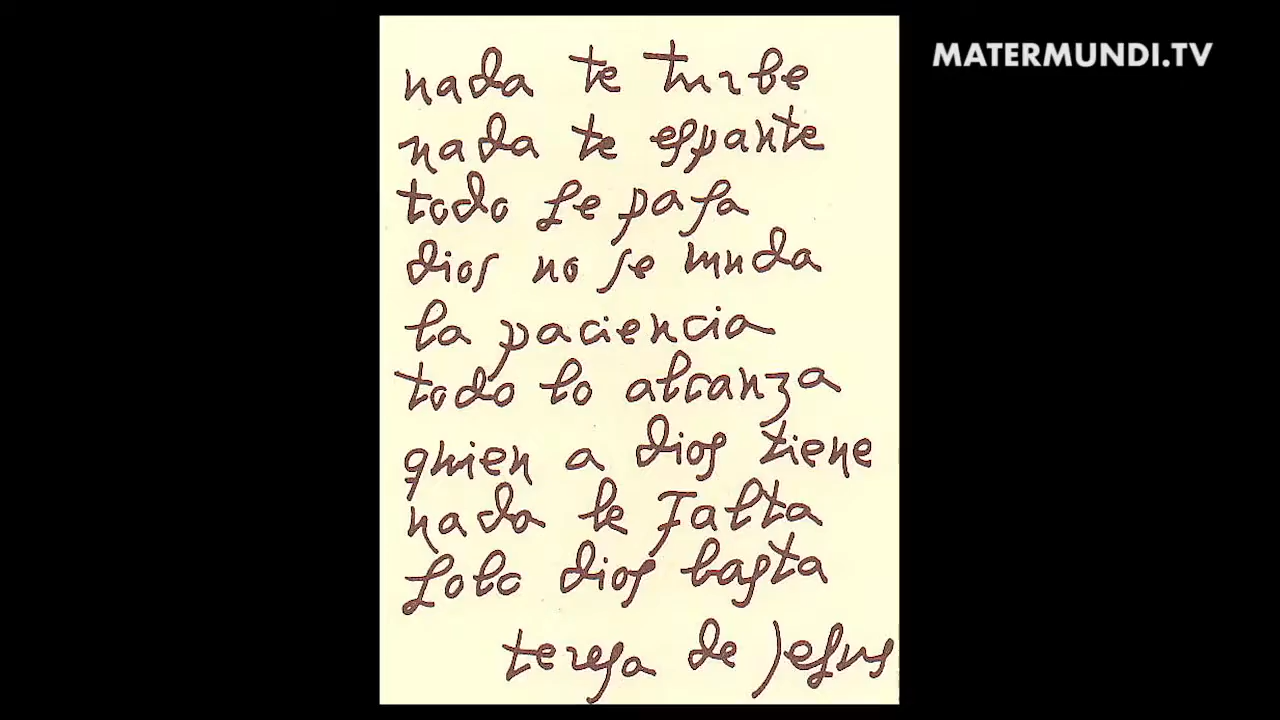 MATERMUNDI.TV
nada te turbe
nada te espante
todo se pasa
dios no se muda
la paciencia
todo lo alcanza
quien a dios tiene
nada le falta
solo dios basta
teresa de Jesus